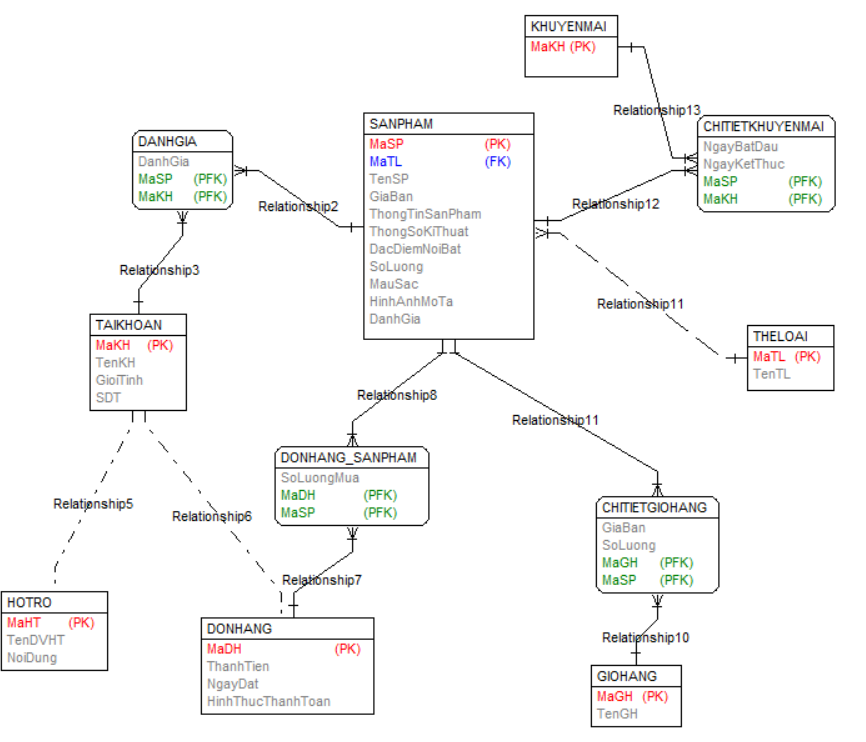 KHUYENMAI
MaKH (PK)
Relationship13
CHITIETKHUYENMAI
NgayBatDau
NgayKetThuc
MaSP (PFK)
MaKH (PFK)
DANHGIA
DanhGia
MaSP (PFK)
MaKH (PFK)
SANPHAM
MaSP (PK)
MaTL (FK)
TenSP
GiaBan
ThongTinSanPham
ThongSoKiThuat
DacDiemNoiBat
SoLuong
MauSac
HinhAnhMoTa
DanhGia
Relationship2
Relationship12
Relationship3
Relationship11
TAIKHOAN
MaKH (PK)
TenKH
GioiTinh
SDT
THELOAI
MaTL (PK)
TenTL
Relationship8
Relationship11
DONHANG_SANPHAM
SoLuongMua
MaDH (PFK)
MaSP (PFK)
CHITIETGIOHANG
GiaBan
SoLuong
MaGH (PFK)
MaSP (PFK)
Relationship5
Relationship6
Relationship7
HOTRO
MaHT (PK)
TenDVHT
NoiDung
DONHANG
MaDH (PK)
ThanhTien
NgayDat
HinhThucThanhToan
Relationship10
GIOHANG
MaGH (PK)
TenGH